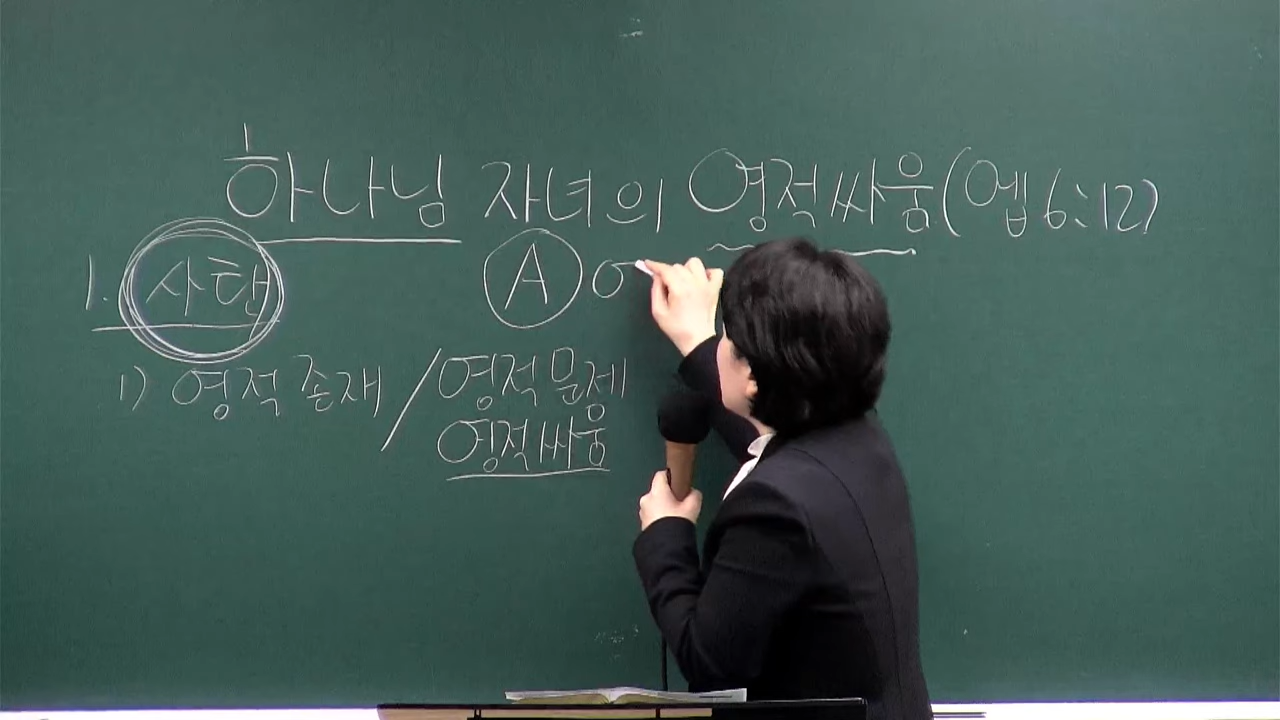 하나님 자녀의 영적싸움(엡 6:12)
1. 사탄
A
1) 영적 존재 / 영적문제
영적싸움